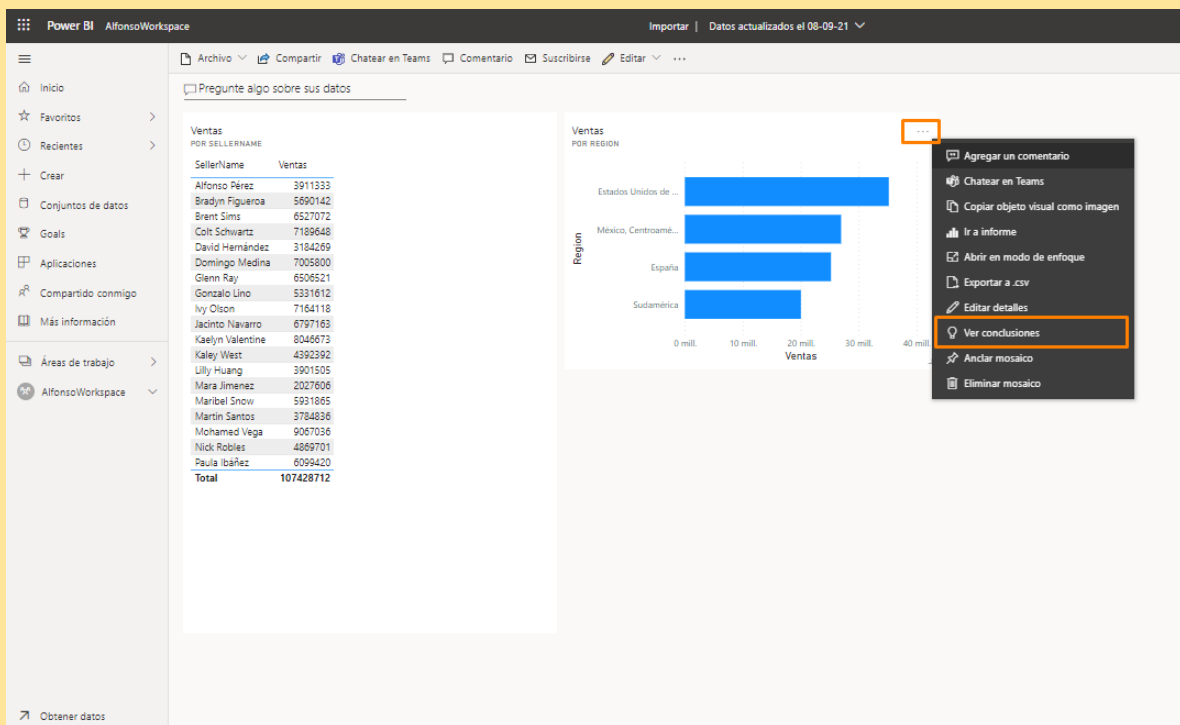 Power BI AlfonsoWorkspace
Importar | Datos actualizados el 08-09-21
Archivo Compartir Chatear en Teams Comentario Suscribirse Editar ...
Inicio
Favoritos
Recientes
Crear
Conjuntos de datos
Goals
Aplicaciones
Compartido conmigo
Más información
Áreas de trabajo
AlfonsoWorkspace
Obtener datos
Pregunte algo sobre sus datos
Ventas
POR SELLERNAME
SellerName Ventas
Alfonso Pérez 3911333
Bradyn Figueroa 5690142
Brent Sims 6527072
Colt Schwartz 7189648
David Hernández 3184269
Domingo Medina 7005800
Glenn Ray 6506521
Gonzalo Lino 5331612
Ivy Olson 7164118
Jacinto Navarro 6797163
Kaelyn Valentine 8046673
Kaley West 4392392
Lilly Huang 3901505
Mara Jimenez 2027606
Maribel Snow 5931865
Martin Santos 3784836
Mohamed Vega 9067036
Nick Robles 4869701
Paula Ibáñez 6099420
Total 107428712
Ventas
POR REGION
...
Region
Estados Unidos de ...
México, Centroamé...
España
Sudamérica
0 mill. 10 mill. 20 mill. 30 mill. 40 mill.
Ventas
Agregar un comentario
Chatear en Teams
Copiar objeto visual como imagen
Ir a informe
Abrir en modo de enfoque
Exportar a .csv
Editar detalles
Ver conclusiones
Anclar mosaico
Eliminar mosaico